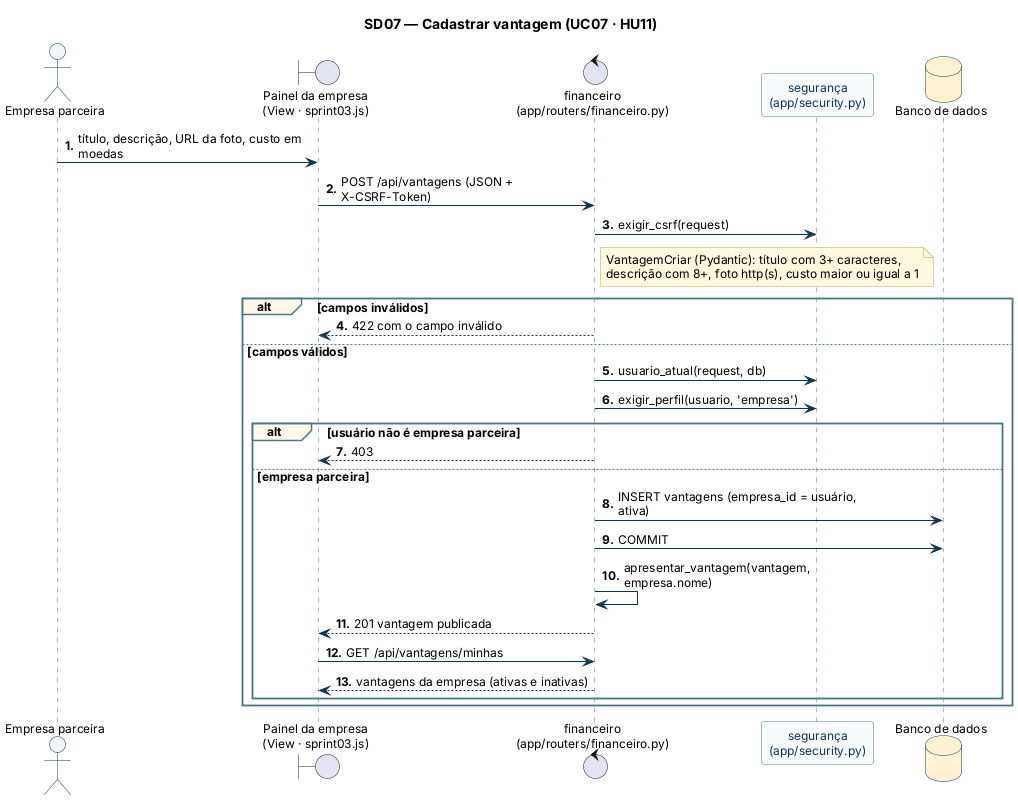 SD07 — Cadastrar vantagem (UC07 · HU11)
Empresa parceira
Painel da empresa
(View · sprint03.js)
financeiro
(app/routers/financeiro.py)
segurança
(app/security.py)
Banco de dados
1. título, descrição, URL da foto, custo em
moedas
2. POST /api/vantagens (JSON +
X-CSRF-Token)
3. exigir_csrf(request)
VantagemCriar (Pydantic): título com 3+ caracteres,
descrição com 8+, foto http(s), custo maior ou igual a 1
alt [campos inválidos]
4. 422 com o campo inválido
[campos válidos]
5. usuario_atual(request, db)
6. exigir_perfil(usuario, 'empresa')
alt [usuário não é empresa parceira]
7. 403
[empresa parceira]
8. INSERT vantagens (empresa_id = usuário,
ativa)
9. COMMIT
10. apresentar_vantagem(vantagem,
empresa.nome)
11. 201 vantagem publicada
12. GET /api/vantagens/minhas
13. vantagens da empresa (ativas e inativas)
Empresa parceira
Painel da empresa
(View · sprint03.js)
financeiro
(app/routers/financeiro.py)
segurança
(app/security.py)
Banco de dados